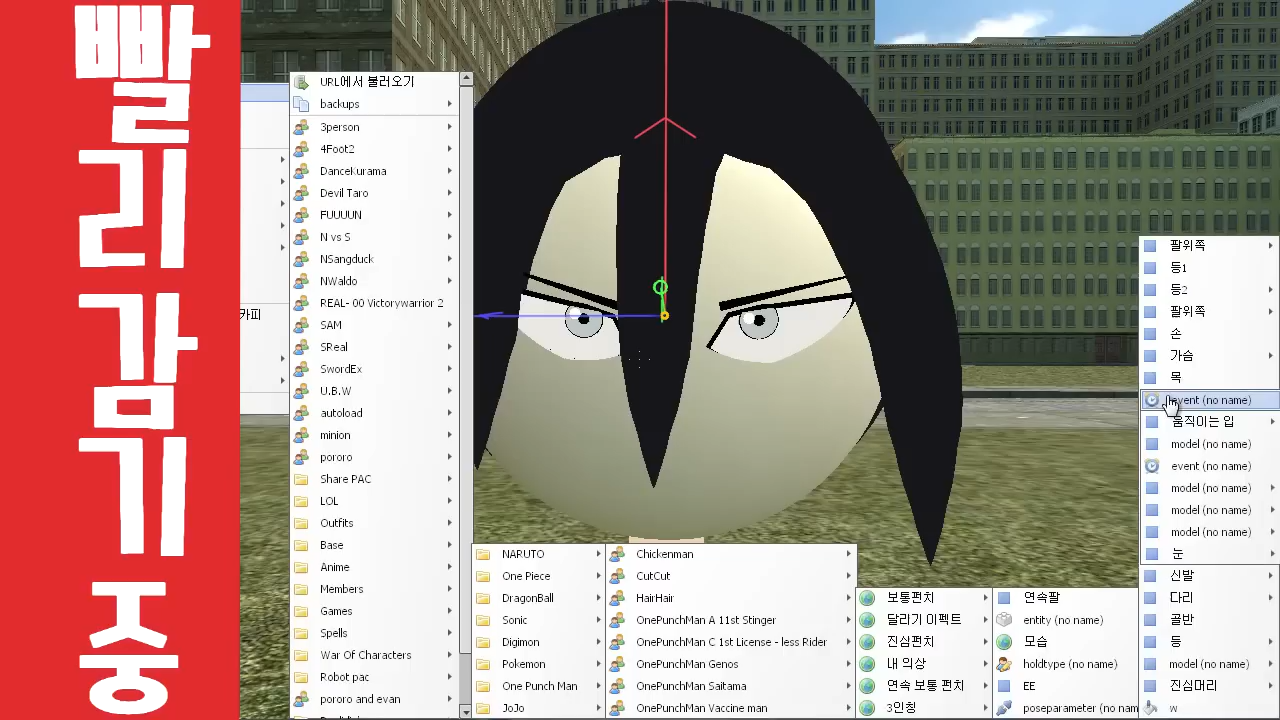 빨리감기중
URL에서 불러오기
backups
3person
4Foot2
DanceKurama
Devil Taro
FUUUUN
N vs S
NSangduck
NWaldo
REAL- 00 Victorywarrior 2
SAM
SReal
SwordEx
U.B.W
autoload
minion
pororo
Share PAC
LOL
Outfits
Base
Anime
Members
Games
Spells
War Of Characters
Robot pac
pororo and evan
카피
NARUTO
One Piece
DragonBall
Digimon
Pokemon
One Punch Man
JoJo
Chickenman
CutCut
HairHair
OnePunchMan A 11st Stinger
OnePunchMan C 1st License - less Rider
OnePunchMan Genos
OnePunchMan Saitama
OnePunchMan Vaccine man
보통펀치
달리기 이펙트
진심펀치
내 의상
연속 보통 펀치
3인칭
연속팔
entity (no name)
모습
holdtype (no name)
EE
poseparameter (no name)
팔위쪽
등1
등2
팔위쪽
손
가슴
목
event (no name)
움직이는 입
model (no name)
event (no name)
model (no name)
model (no name)
model (no name)
눈
신발
다리
골반
등
model (no name)
진심머리